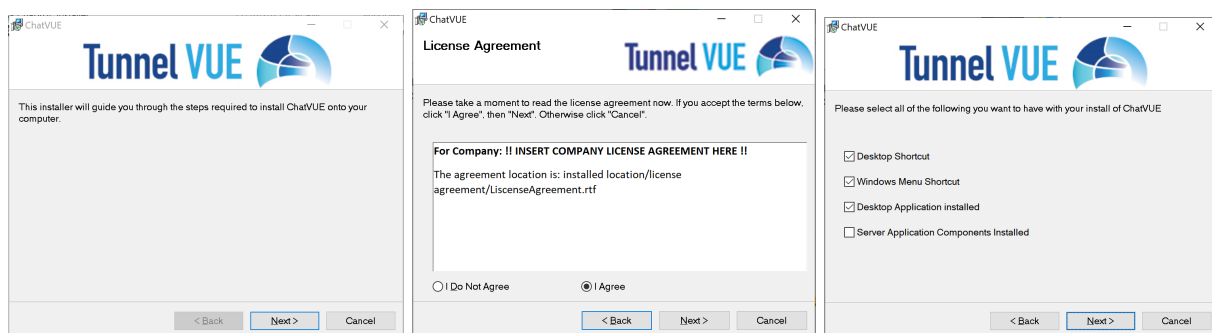 ChatVUE
Tunnel VUE
This installer will guide you through the steps required to install ChatVUE onto your
computer.
< Back
Next >
Cancel
ChatVUE
License Agreement
Tunnel VUE
Please take a moment to read the license agreement now. If you accept the terms below,
click "I Agree", then "Next". Otherwise click "Cancel".
For Company: !! INSERT COMPANY LICENSE AGREEMENT HERE !!
The agreement location is: installed location/license
agreement/LiscenseAgreement.rtf
I Do Not Agree
I Agree
< Back
Next >
Cancel
ChatVUE
Tunnel VUE
Please select all of the following you want to have with your install of ChatVUE
Desktop Shortcut
Windows Menu Shortcut
Desktop Application installed
Server Application Components Installed
< Back
Next >
Cancel